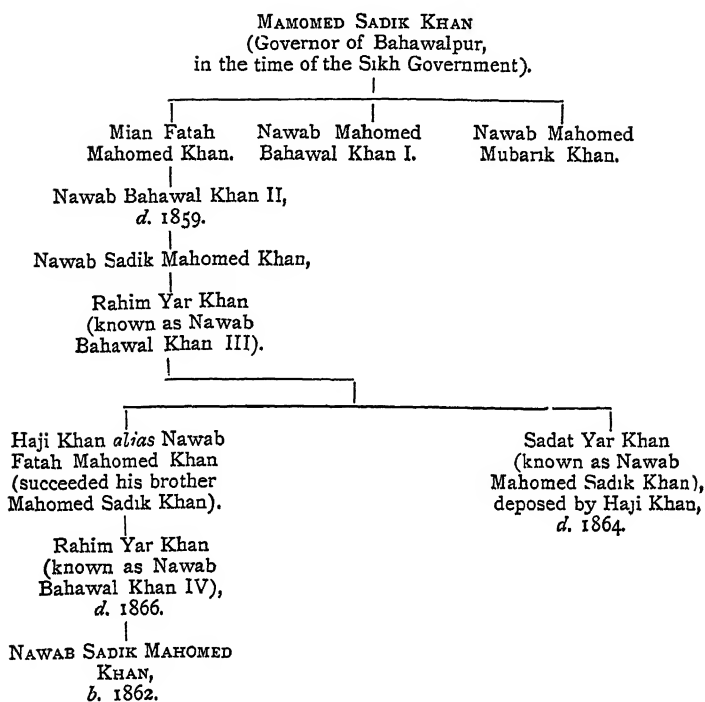 MAMOMED SADIK KHAN
(Governor of Bahawalpur,
in the time of the Sikh Government).
Mian Fatah
Mahomed Khan.
Nawab Mahomed
Bahawal Khan I.
Nawab Mahomed
Mubarik Khan.
Nawab Bahawal Khan II,
d. 1859.
Nawab Sadik Mahomed Khan,
Rahim Yar Khan
(known as Nawab
Bahawal Khan III).
Haji Khan alias Nawab
Fatah Mahomed Khan
(succeeded his brother
Mahomed Sadik Khan).
Sadat Yar Khan
(known as Nawab
Mahomed Sadik Khan),
deposed by Haji Khan,
d. 1864.
Rahim Yar Khan
(known as Nawab
Bahawal Khan IV),
d. 1866.
NAWAB SADIK MAHOMED
KHAN,
b. 1862.